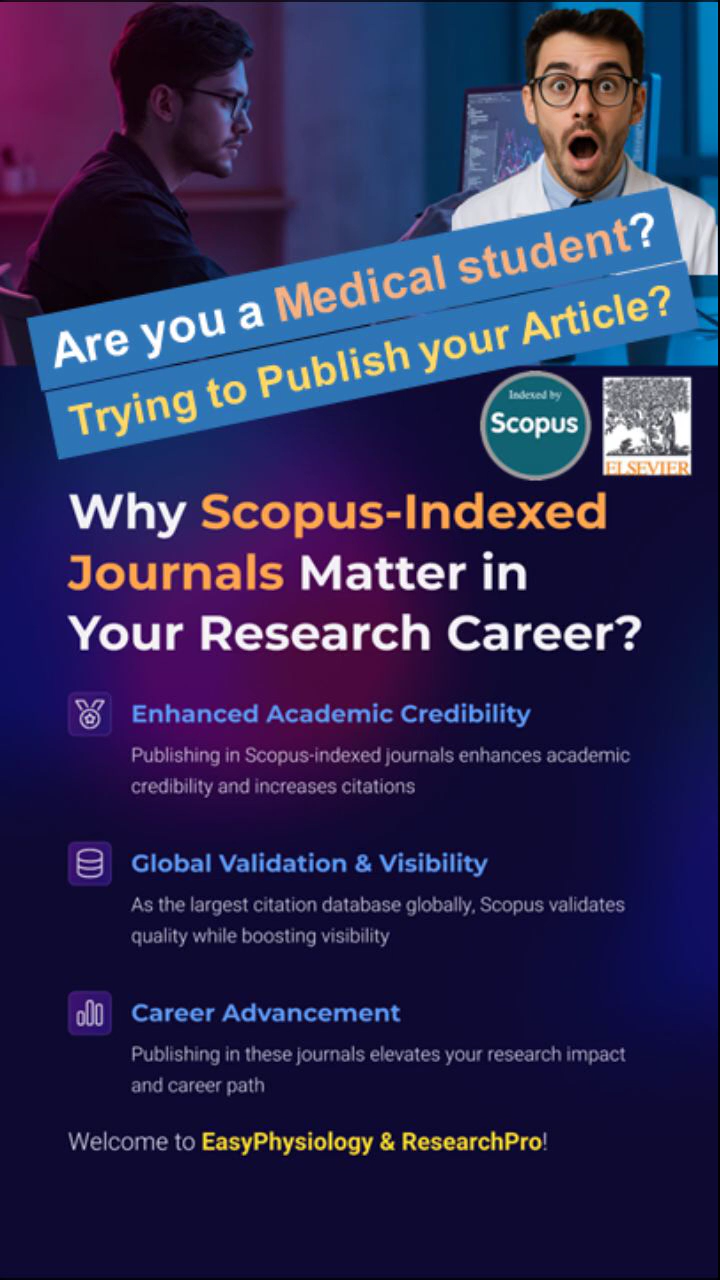 Are you a Medical student?
Trying to Publish your Article?
Indexed by
Scopus
ELSEVIER
Why Scopus-Indexed
Journals Matter in
Your Research Career?
Enhanced Academic Credibility
Publishing in Scopus-indexed journals enhances academic
credibility and increases citations
Global Validation & Visibility
As the largest citation database globally, Scopus validates
quality while boosting visibility
Career Advancement
Publishing in these journals elevates your research impact
and career path
Welcome to EasyPhysiology & ResearchPro!